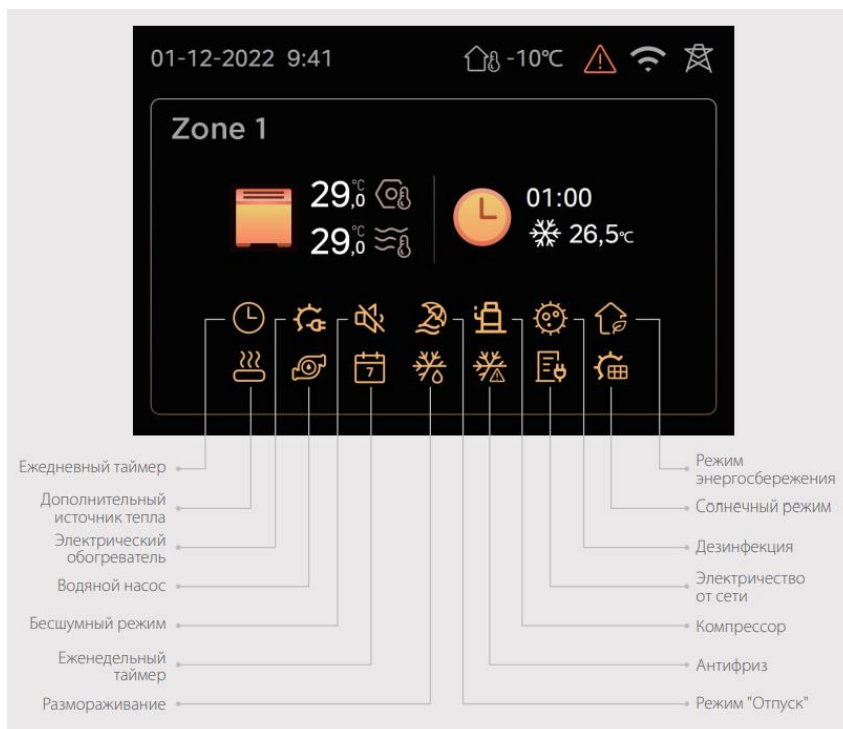 01-12-2022 9:41
-10℃
Zone 1
29,0 °C
29,0 °C
01:00
26,5℃
7
Ежедневный таймер
Дополнительный
источник тепла
Электрический
обогреватель
Водяной насос
Бесшумный режим
Еженедельный
таймер
Размораживание
Режим
энергосбережения
Солнечный режим
Дезинфекция
Электричество
от сети
Компрессор
Антифриз
Режим "Отпуск"